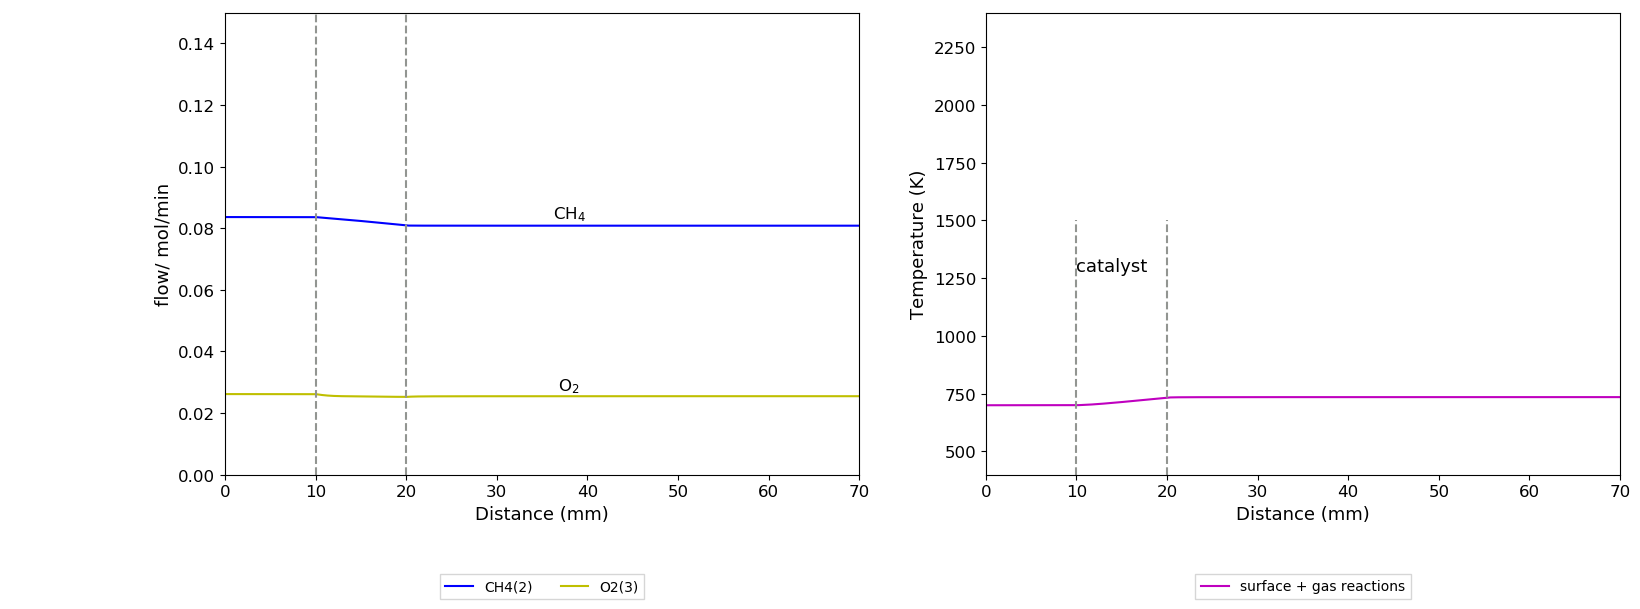 0.14
0.12
0.10
0.08
0.06
0.04
0.02
0.00
flow/ mol/min
CH4
O2
0 10 20 30 40 50 60 70
Distance (mm)
CH4(2) O2(3)
2250
2000
1750
1500
1250
1000
750
500
Temperature (K)
catalyst
0 10 20 30 40 50 60 70
Distance (mm)
surface + gas reactions